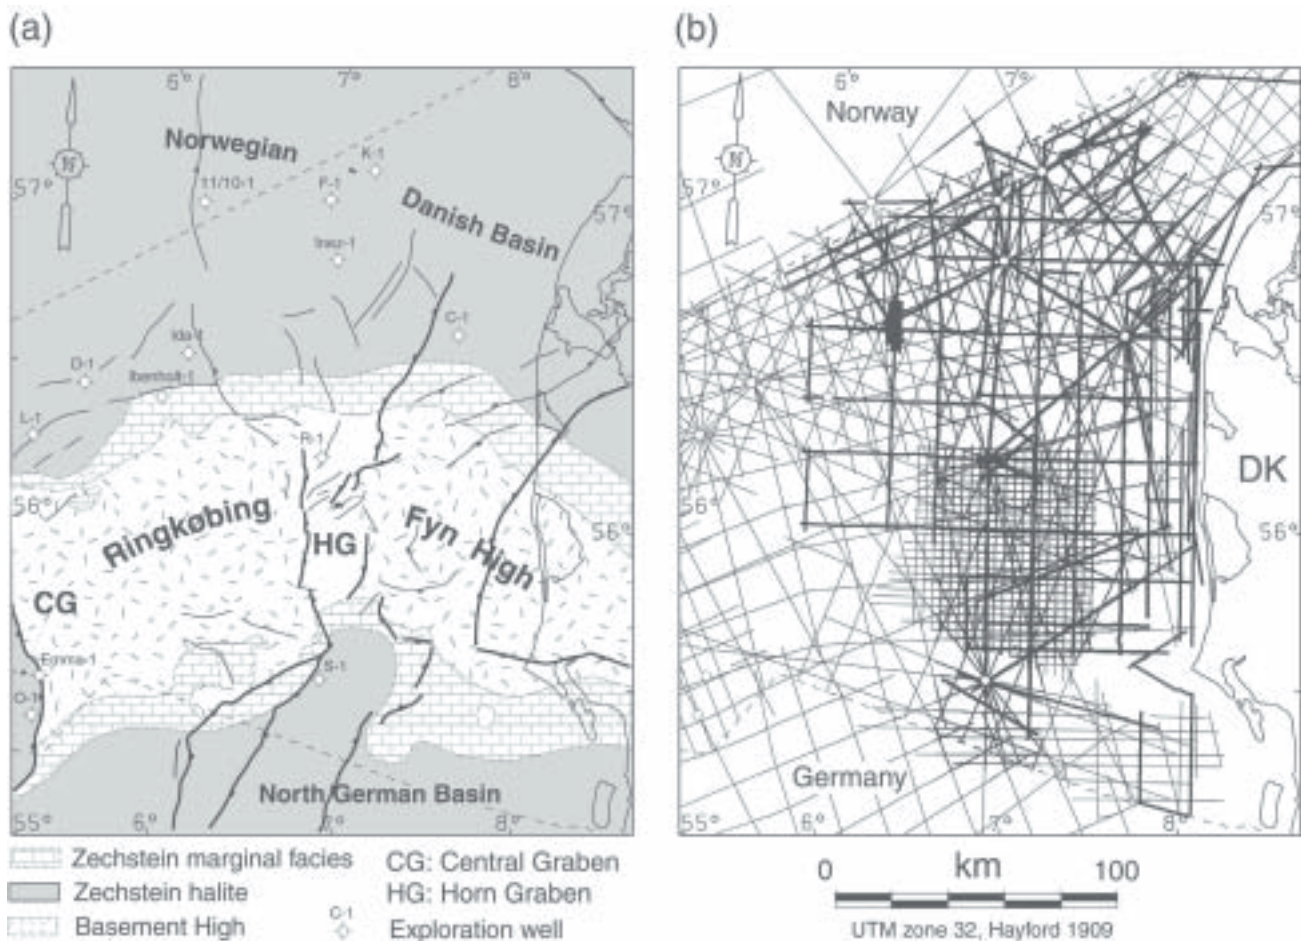 (a)
6°
7°
8°
Norwegian
K-1
11/10-1
F-1
57°
57°
Danish Basin
Inez-1
C-1
Ida-1
D-1
Ibenholt-1
L-1
R-1
56°
56°
Ringkøbing
Fyn High
HG
CG
Emma-1
S-1
O-1
North German Basin
55°
6°
8°
Zechstein marginal facies
Zechstein halite
Basement High
CG: Central Graben
HG: Horn Graben
C-1
Exploration well
(b)
6°
7°
Norway
57°
57°
DK
56°
56°
Germany
55°
6°
7°
8°
0 km 100
UTM zone 32, Hayford 1909